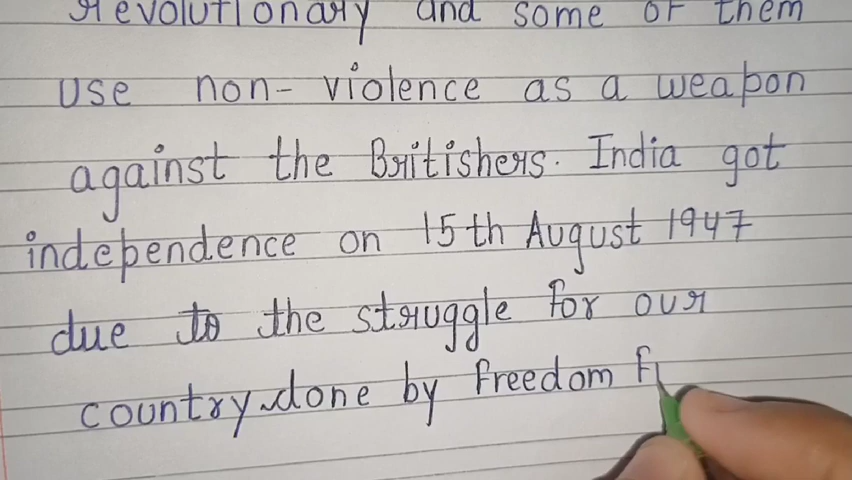 revolutionary and some of them
use non-violence as a weapon
against the Britishers. India got
independence on 15th August 1947
due to the struggle for our
country done by freedom f